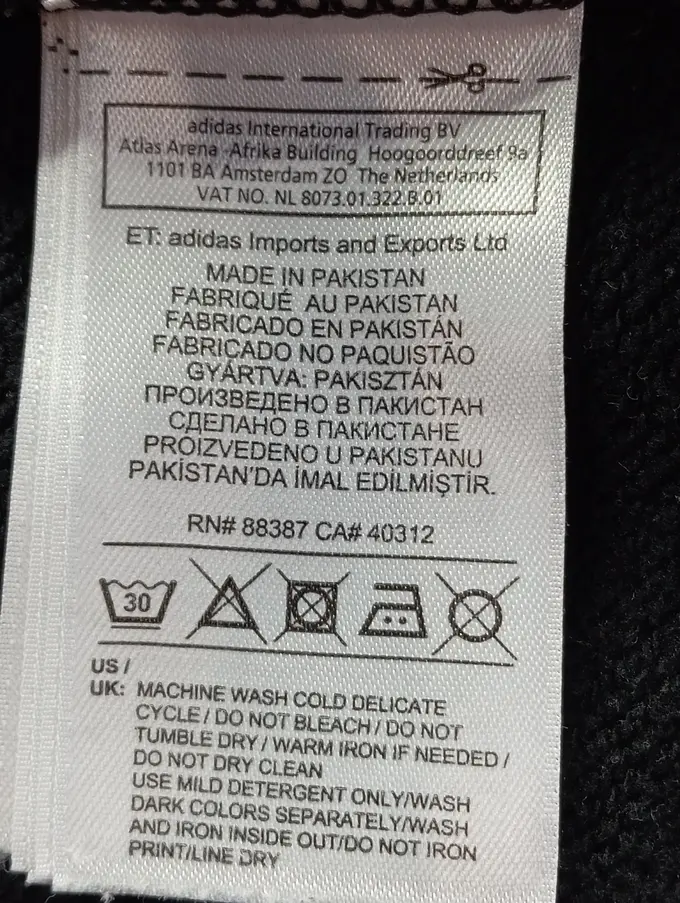 adidas International Trading BV
Atlas Arena Afrika Building Hoogoorddreef 9a
1101 BA Amsterdam ZO The Netherlands
VAT NO. NL 8073.01.322.B.01
ET: adidas Imports and Exports Ltd
MADE IN PAKISTAN
FABRIQUÉ AU PAKISTAN
FABRICADO EN PAKISTÁN
FABRICADO NO PAQUISTÃO
GYÁRTVA: PAKISZTÁN
ПРОИЗВЕДЕНО В ПАКИСТАН
СДЕЛАНО В ПАКИСТАНЕ
PROIZVEDENO U PAKISTANU
PAKİSTAN'DA İMAL EDİLMİŞTİR.
RN# 88387 CA# 40312
30
US /
UK: MACHINE WASH COLD DELICATE
CYCLE / DO NOT BLEACH / DO NOT
TUMBLE DRY / WARM IRON IF NEEDED /
DO NOT DRY CLEAN
USE MILD DETERGENT ONLY/WASH
DARK COLORS SEPARATELY/WASH
AND IRON INSIDE OUT/DO NOT IRON
PRINT/LINE DRY